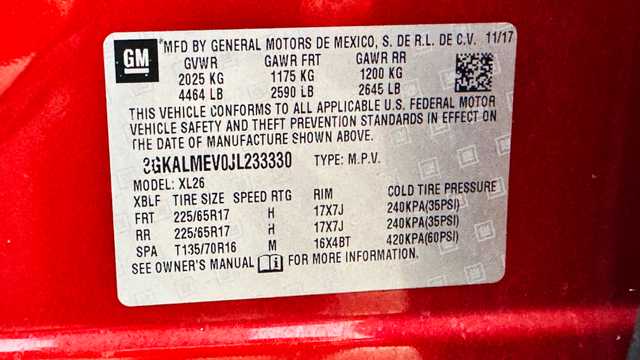 GM
*MFD BY GENERAL MOTORS DE MEXICO, S. DE R.L. DE C.V. 11/17
GVWR GAWR FRT GAWR RR
2025 KG 1175 KG 1200 KG
4464 LB 2590 LB 2645 LB
THIS VEHICLE CONFORMS TO ALL APPLICABLE U.S. FEDERAL MOTOR
VEHICLE SAFETY AND THEFT PREVENTION STANDARDS IN EFFECT ON
THE DATE OF MANUFACTURE SHOWN ABOVE.
3GKALMEV0JL233330 TYPE: M.P.V.
MODEL: XL26
XBLF TIRE SIZE SPEED RTG RIM COLD TIRE PRESSURE
FRT 225/65R17 H 17X7J 240KPA(35PSI)
RR 225/65R17 H 17X7J 240KPA(35PSI)
SPA T135/70R16 M 16X4BT 420KPA(60PSI)
SEE OWNER'S MANUAL FOR MORE INFORMATION.